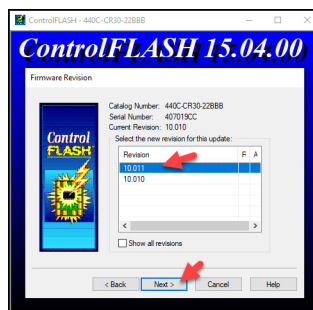 ControlFLASH - 440C-CR30-22BBB
ControlFLASH 15.04.00
Firmware Revision
Control
FLASH
Catalog Number: 440C-CR30-22BBB
Serial Number: 407019CC
Current Revision: 10.010
Select the new revision for this update:
Revision F A
10.011
10.010
Show all revisions
< Back Next > Cancel Help